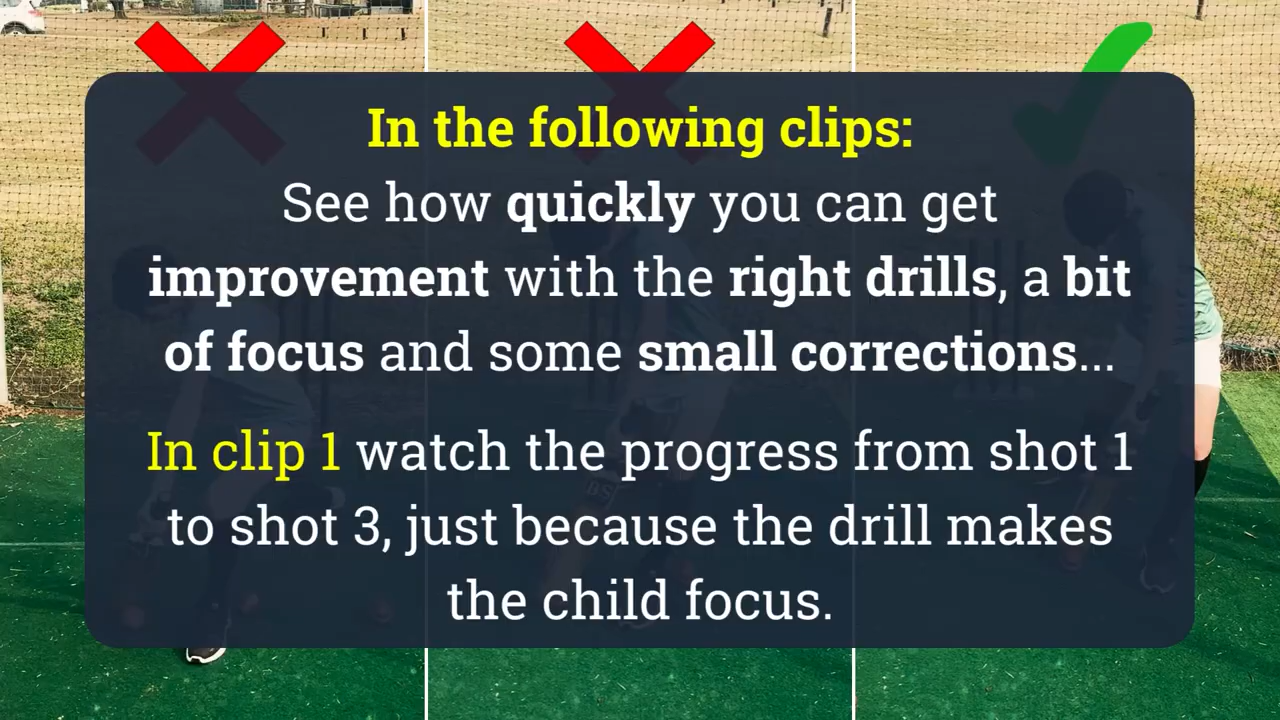 In the following clips:
See how quickly you can get
improvement with the right drills, a bit
of focus and some small corrections...
In clip 1 watch the progress from shot 1
to shot 3, just because the drill makes
the child focus.
BS